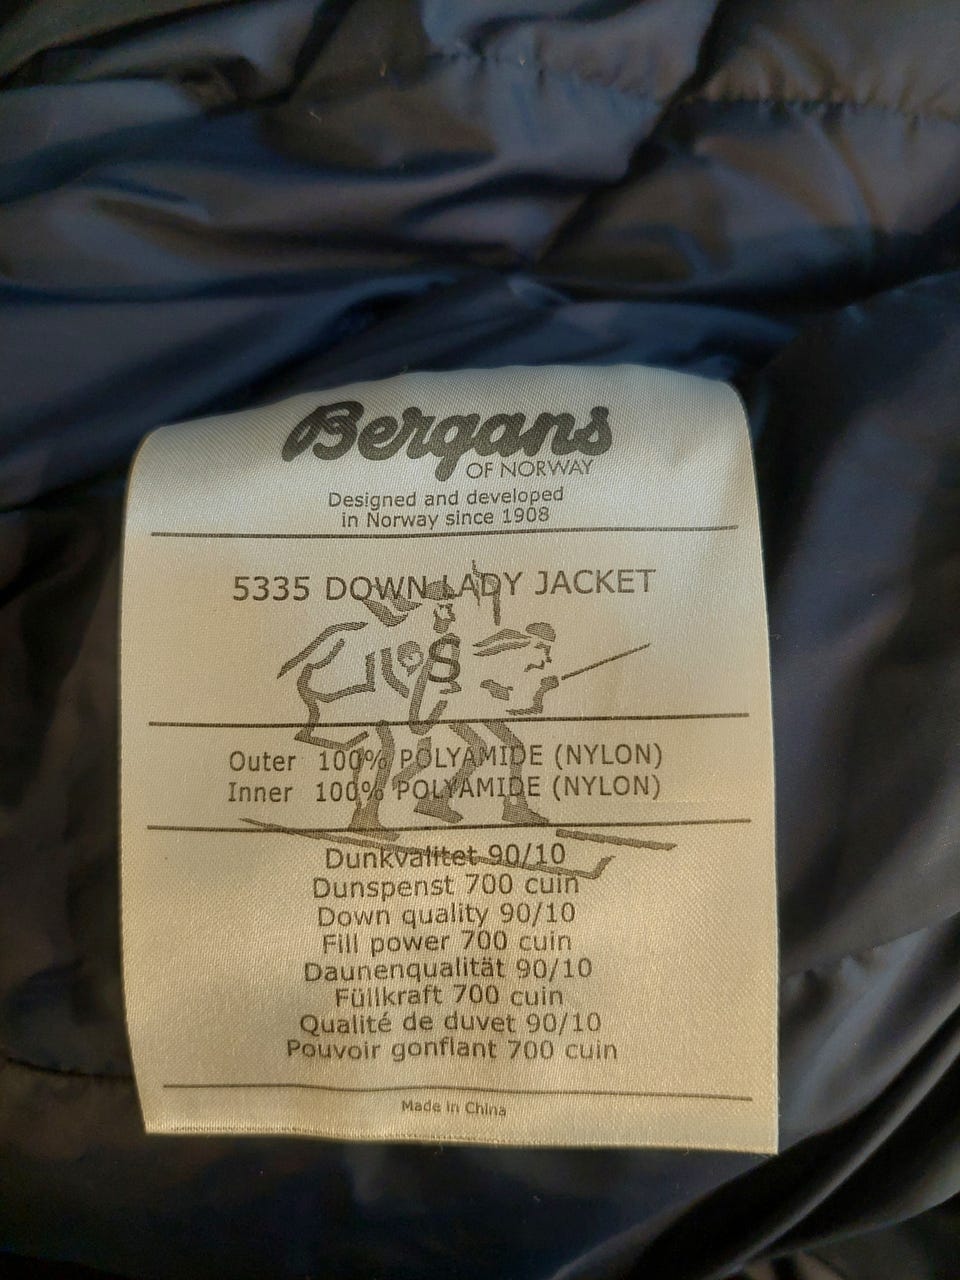 Bergans
OF NORWAY
Designed and developed
in Norway since 1908
5335 DOWN LADY JACKET
S
Outer 100% POLYAMIDE (NYLON)
Inner 100% POLYAMIDE (NYLON)
Dunkvalitet 90/10
Dunspenst 700 cuin
Down quality 90/10
Fill power 700 cuin
Daunenqualität 90/10
Füllkraft 700 cuin
Qualité de duvet 90/10
Pouvoir gonflant 700 cuin
Made in China